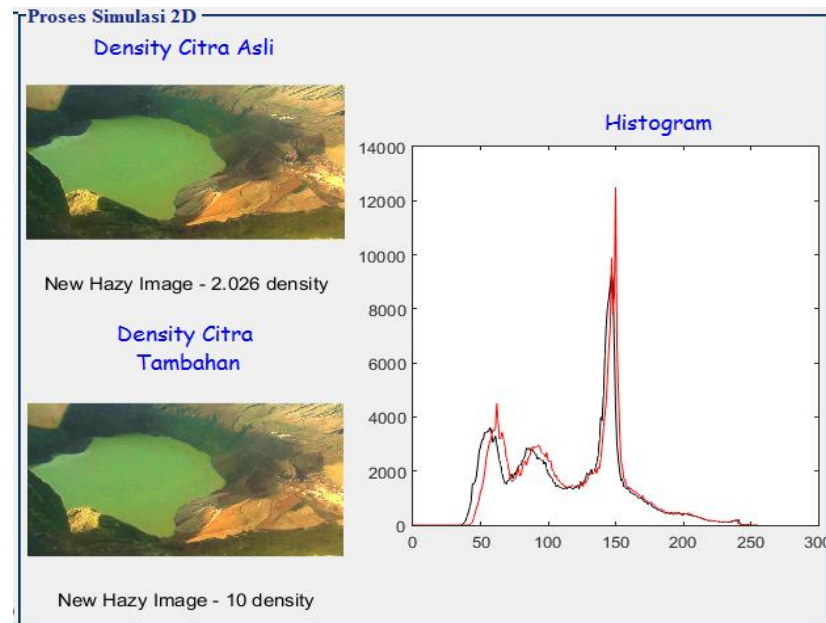 Proses Simulasi 2D
Density Citra Asli
New Hazy Image - 2.026 density
Density Citra
Tambahan
New Hazy Image - 10 density
Histogram
14000
12000
10000
8000
6000
4000
2000
0
0 50 100 150 200 250 300